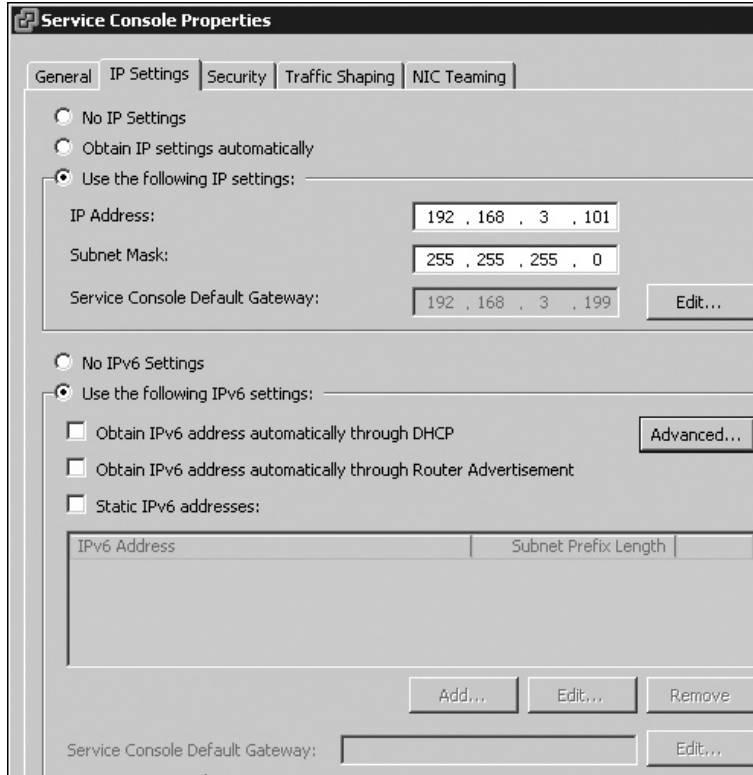 Service Console Properties
General IP Settings Security Traffic Shaping NIC Teaming
No IP Settings
Obtain IP settings automatically
Use the following IP settings:
IP Address: 192 . 168 . 3 . 101
Subnet Mask: 255 . 255 . 255 . 0
Service Console Default Gateway: 192 . 168 . 3 . 199 Edit...
No IPv6 Settings
Use the following IPv6 settings:
Obtain IPv6 address automatically through DHCP Advanced...
Obtain IPv6 address automatically through Router Advertisement
Static IPv6 addresses:
IPv6 Address Subnet Prefix Length
Add... Edit... Remove
Service Console Default Gateway: Edit...